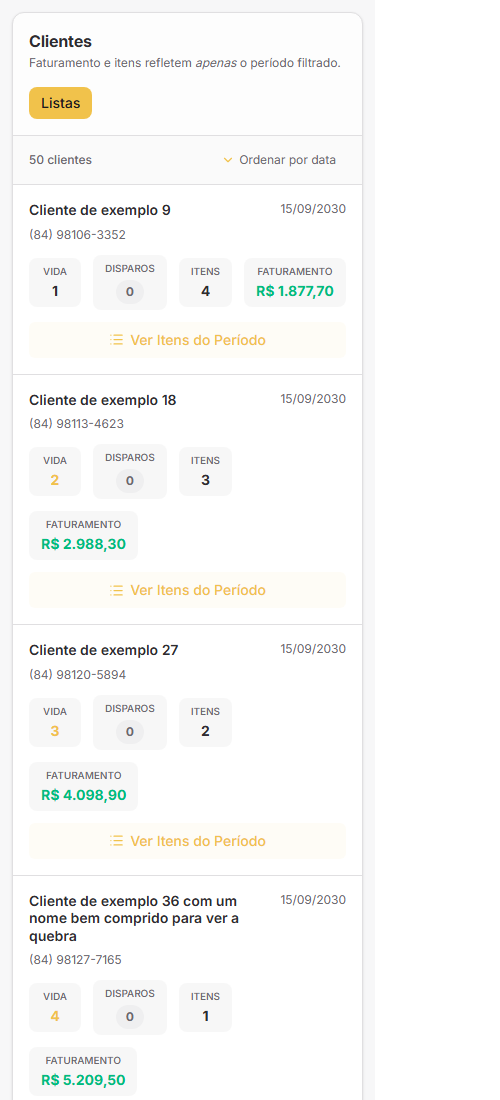 Clientes
Faturamento e itens refletem apenas o período filtrado.
Listas
50 clientes
Ordenar por data
Cliente de exemplo 9
15/09/2030
(84) 98106-3352
VIDA DISPAROS ITENS FATURAMENTO
1 0 4 R$ 1.877,70
Ver Itens do Período
Cliente de exemplo 18
15/09/2030
(84) 98113-4623
VIDA DISPAROS ITENS
2 0 3
FATURAMENTO
R$ 2.988,30
Ver Itens do Período
Cliente de exemplo 27
15/09/2030
(84) 98120-5894
VIDA DISPAROS ITENS
3 0 2
FATURAMENTO
R$ 4.098,90
Ver Itens do Período
Cliente de exemplo 36 com um
nome bem comprido para ver a
quebra
15/09/2030
(84) 98127-7165
VIDA DISPAROS ITENS
4 0 1
FATURAMENTO
R$ 5.209,50